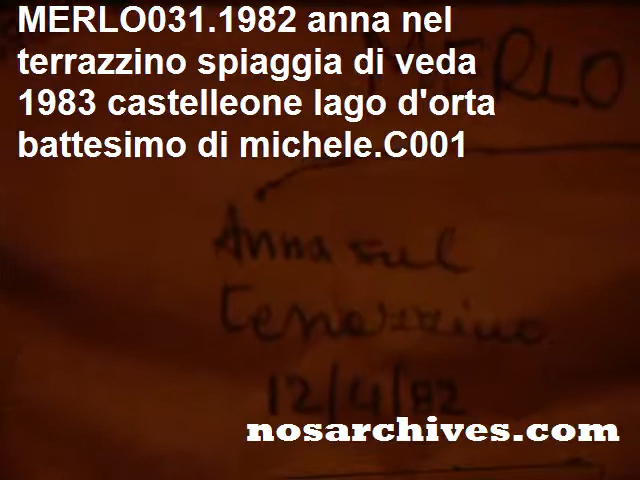 MERLO031.1982 anna nel
terrazzino spiaggia di veda
1983 castelleone lago d'orta
battesimo di michele.C001
MERLO
Anna sul
terrazzino
12/4/82
nosarchives.com